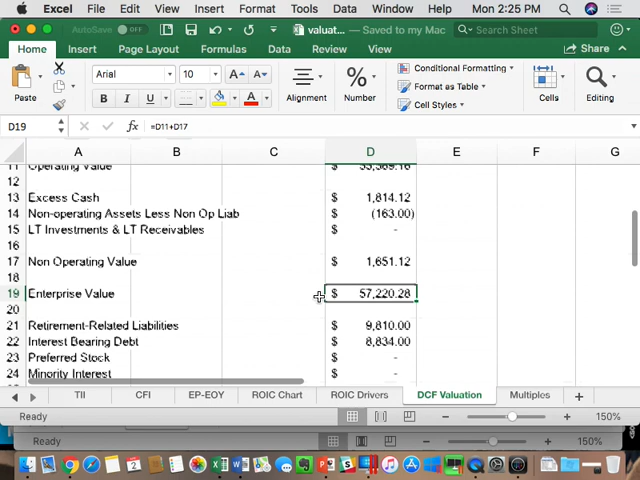 Excel File Edit View Insert Format Tools Data Window Help Mon 2:25 PM
AutoSave OFF valuat... — Saved to my Mac Search Sheet
Home Insert Page Layout Formulas Data Review View Share
Paste Arial 10 A A B I U A Alignment % Number Conditional Formatting Format as Table Cell Styles Cells Editing
D19 fx =D11+D17
A B C D E F G
11 Operating Value $
12
13 Excess Cash $ 1,814.12
14 Non-operating Assets Less Non Op Liab $ (163.00)
15 LT Investments & LT Receivables $ -
16
17 Non Operating Value $ 1,651.12
18
19 Enterprise Value $ 57,220.28
20
21 Retirement-Related Liabilities $ 9,810.00
22 Interest Bearing Debt $ 8,834.00
23 Preferred Stock $ -
24 Minority Interest $ -
TII CFI EP-EOY ROIC Chart ROIC Drivers DCF Valuation Multiples +
Ready 150%
Ready 150%